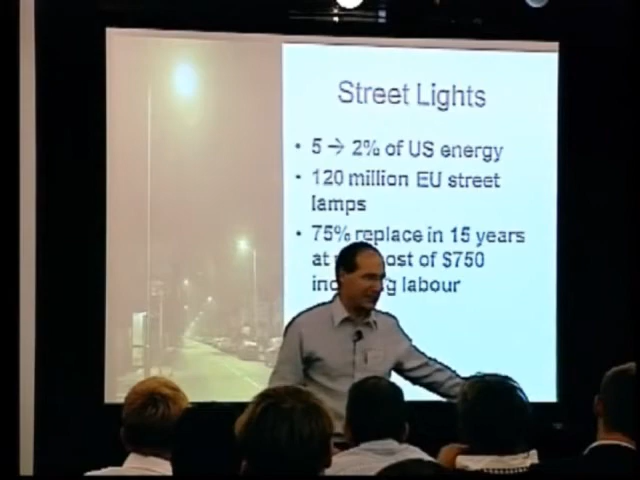 Street Lights
• 5 → 2% of US energy
• 120 million EU street
lamps
• 75% replace in 15 years
at of $750
labour